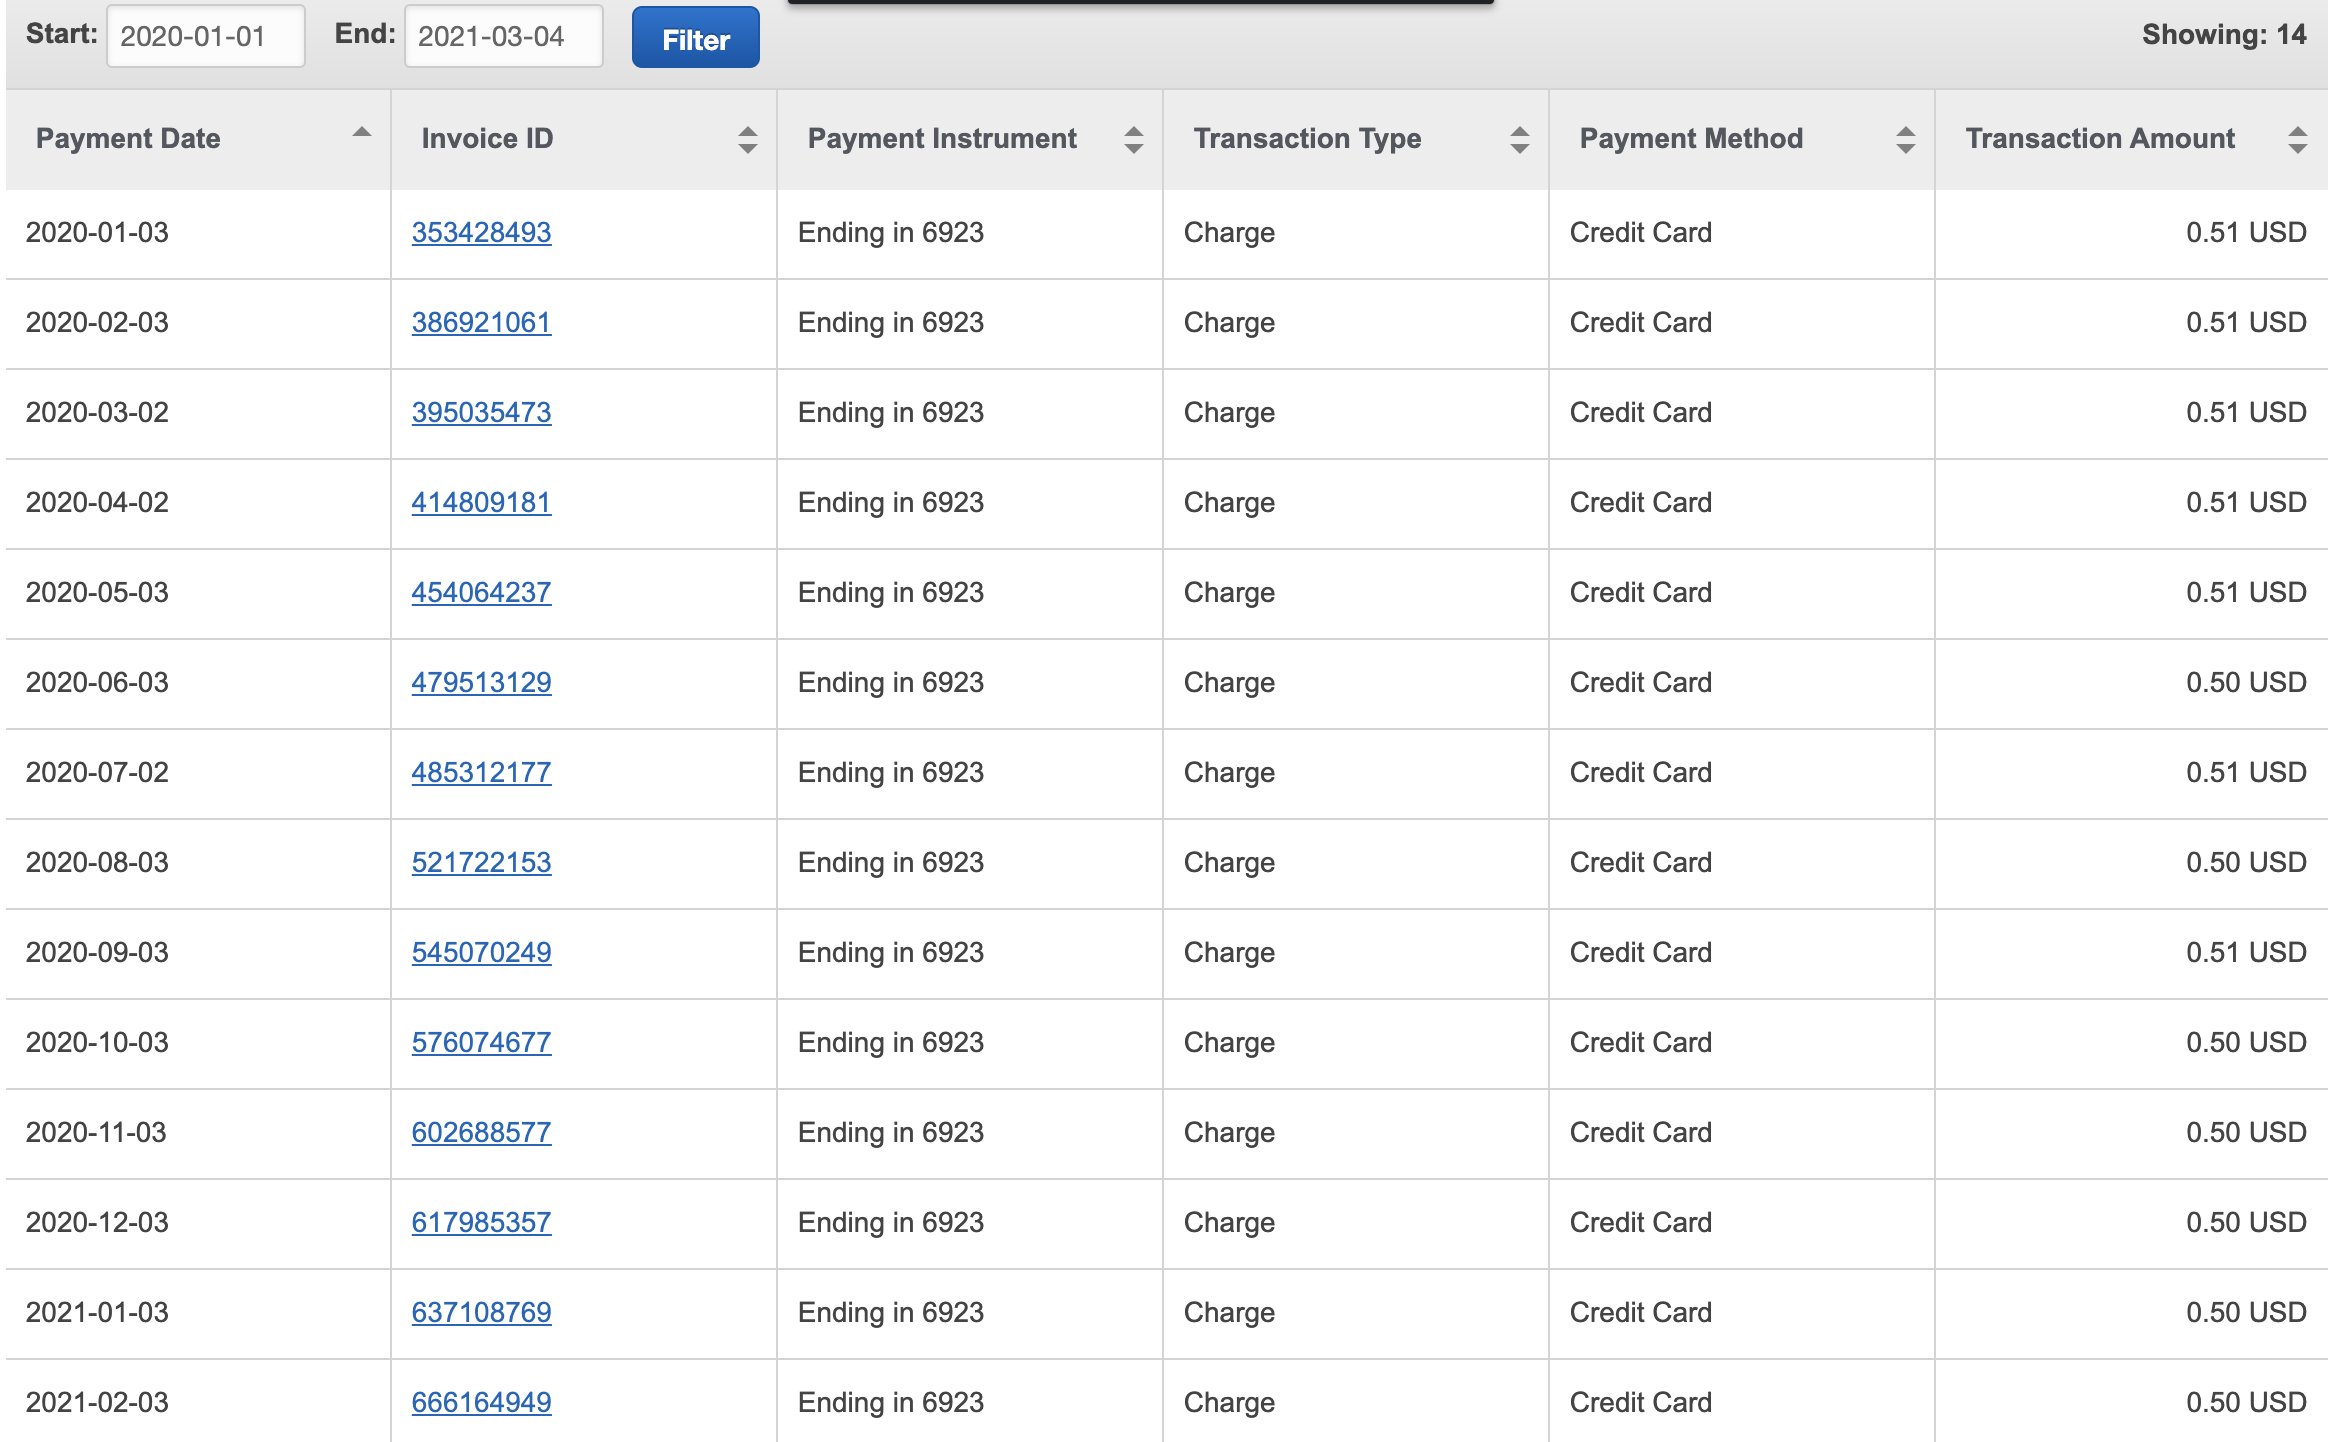 Start: 2020-01-01 End: 2021-03-04 Filter Showing: 14
Payment Date Invoice ID Payment Instrument Transaction Type Payment Method Transaction Amount
2020-01-03 353428493 Ending in 6923 Charge Credit Card 0.51 USD
2020-02-03 386921061 Ending in 6923 Charge Credit Card 0.51 USD
2020-03-02 395035473 Ending in 6923 Charge Credit Card 0.51 USD
2020-04-02 414809181 Ending in 6923 Charge Credit Card 0.51 USD
2020-05-03 454064237 Ending in 6923 Charge Credit Card 0.51 USD
2020-06-03 479513129 Ending in 6923 Charge Credit Card 0.50 USD
2020-07-02 485312177 Ending in 6923 Charge Credit Card 0.51 USD
2020-08-03 521722153 Ending in 6923 Charge Credit Card 0.50 USD
2020-09-03 545070249 Ending in 6923 Charge Credit Card 0.51 USD
2020-10-03 576074677 Ending in 6923 Charge Credit Card 0.50 USD
2020-11-03 602688577 Ending in 6923 Charge Credit Card 0.50 USD
2020-12-03 617985357 Ending in 6923 Charge Credit Card 0.50 USD
2021-01-03 637108769 Ending in 6923 Charge Credit Card 0.50 USD
2021-02-03 666164949 Ending in 6923 Charge Credit Card 0.50 USD